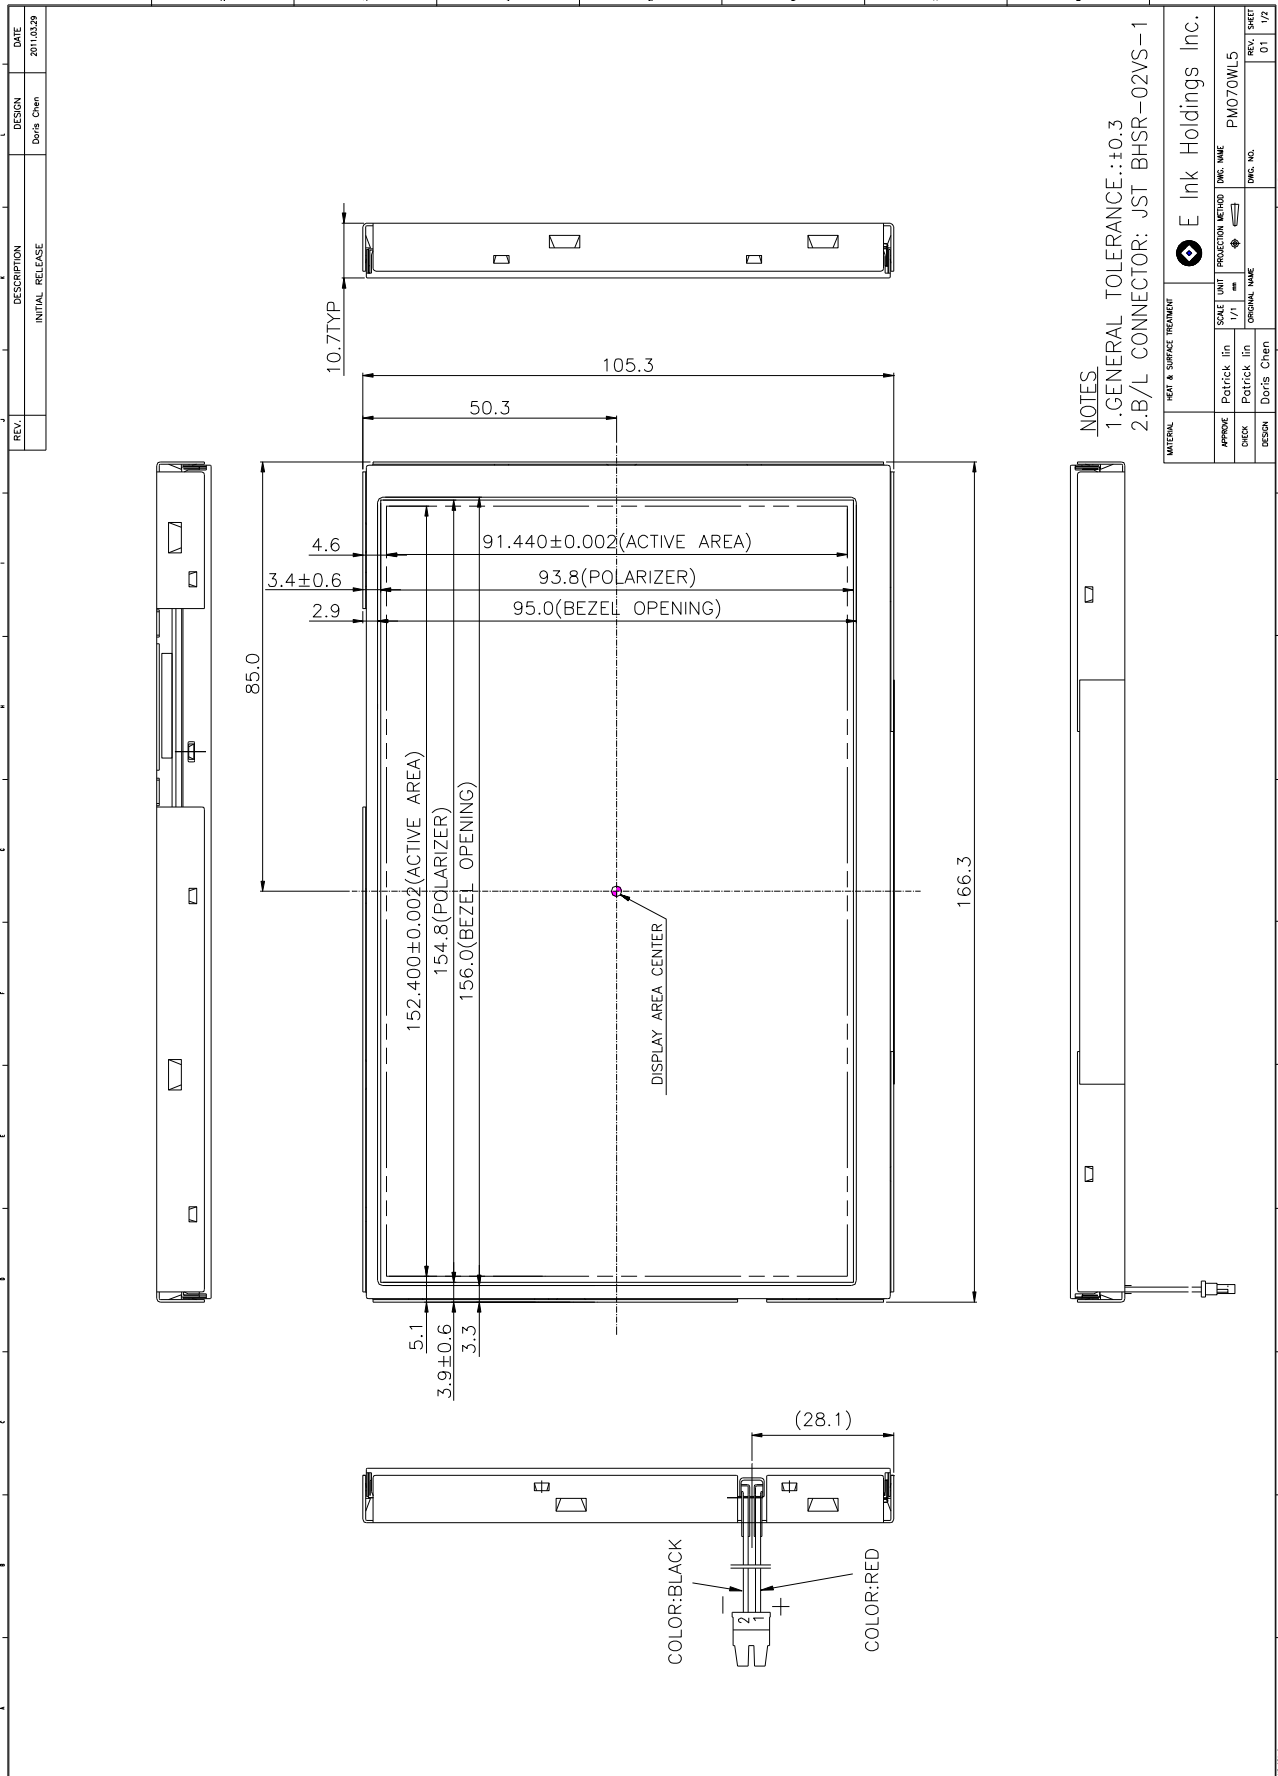 REV.
DESCRIPTION
DESIGN
DATE
INITIAL RELEASE
Doris Chen
2011.03.29
10.7TYP
105.3
50.3
4.6
91.440±0.002(ACTIVE AREA)
3.4±0.6
93.8(POLARIZER)
2.9
95.0(BEZEL OPENING)
85.0
152.400±0.002(ACTIVE AREA)
154.8(POLARIZER)
156.0(BEZEL OPENING)
166.3
DISPLAY AREA CENTER
5.1
3.9±0.6
3.3
(28.1)
COLOR:BLACK
COLOR:RED
2
1
−
+
NOTES
1.GENERAL TOLERANCE.:±0.3
2.B/L CONNECTOR: JST BHSR-02VS-1
MATERIAL
HEAT & SURFACE TREATMENT
E Ink Holdings Inc.
APPROVE
Patrick lin
SCALE
1/1
UNIT
mm
PROJECTION METHOD
DWG. NAME
PM070WL5
CHECK
Patrick lin
ORIGINAL NAME
DWG. NO.
REV.
01
SHEET
1/2
DESIGN
Doris Chen